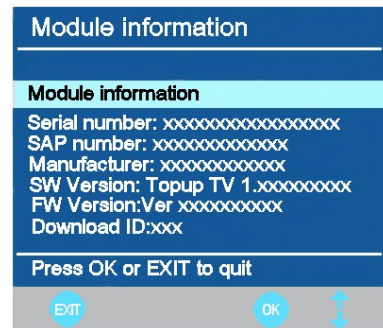 Module information
Module information
Serial number: xxxxxxxxxxxxxxxxx
SAP number: xxxxxxxxxxxxx
Manufacturer: xxxxxxxxxxxx
SW Version: Topup TV 1.xxxxxxxxx
FW Version:Ver xxxxxxxxxx
Download ID:xxx
Press OK or EXIT to quit
EXIT OK